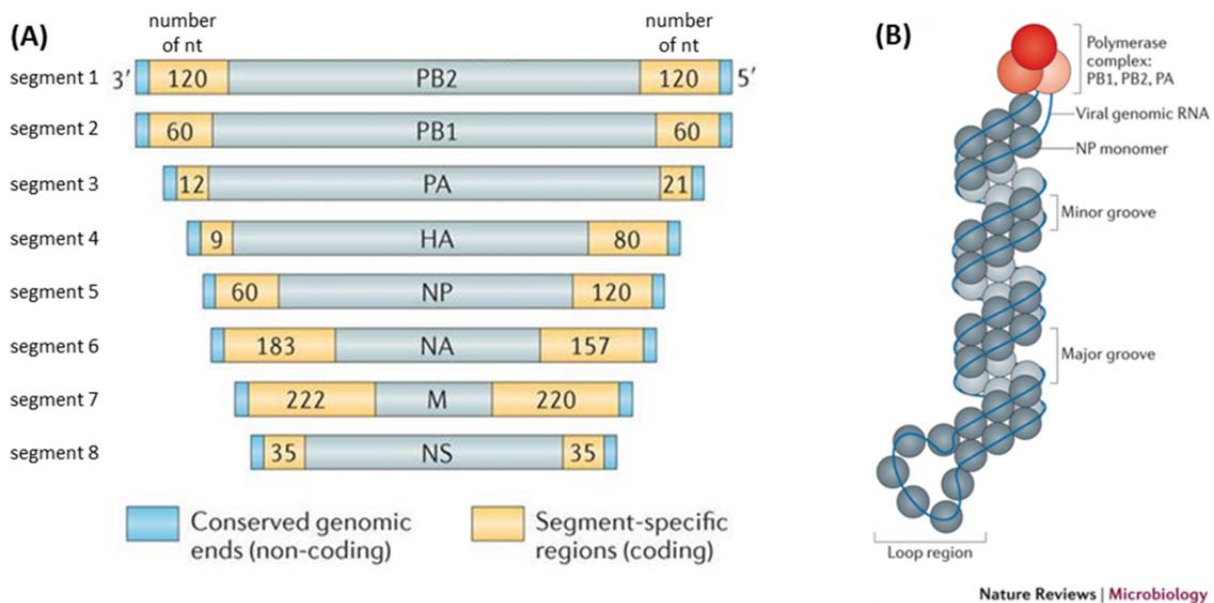 (A)
number
of nt
number
of nt
segment 1 3′ 120 PB2 120 5′
segment 2 60 PB1 60
segment 3 12 PA 21
segment 4 9 HA 80
segment 5 60 NP 120
segment 6 183 NA 157
segment 7 222 M 220
segment 8 35 NS 35
Conserved genomic
ends (non-coding)
Segment-specific
regions (coding)
(B)
Polymerase
complex:
PB1, PB2, PA
Viral genomic RNA
NP monomer
Minor groove
Major groove
Loop region
Nature Reviews | Microbiology